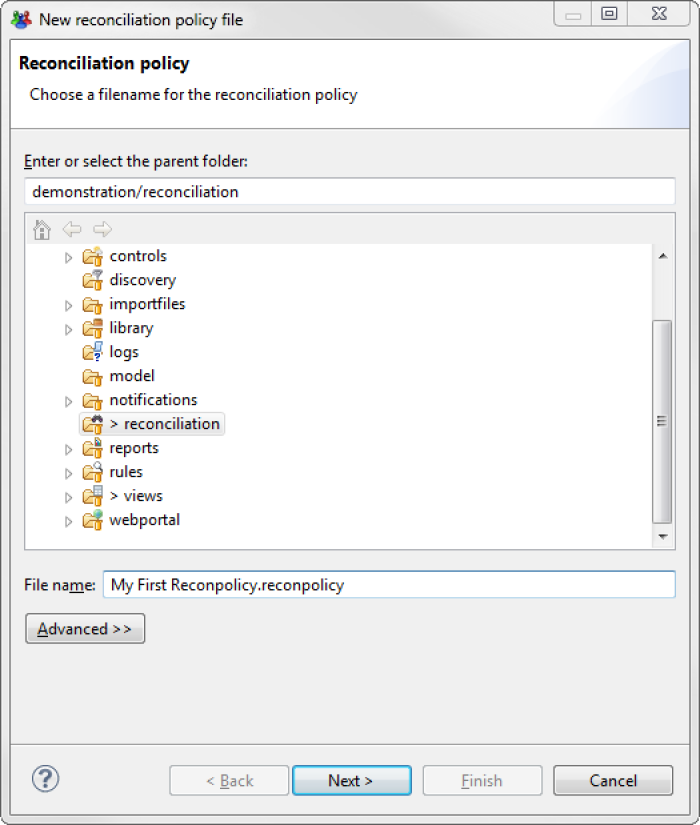 New reconciliation policy file
Reconciliation policy
Choose a filename for the reconciliation policy
Enter or select the parent folder:
demonstration/reconciliation
controls
discovery
importfiles
library
logs
model
notifications
> reconciliation
reports
rules
> views
webportal
File name: My First Reconpolicy.reconpolicy
Advanced >>
? < Back Next > Finish Cancel